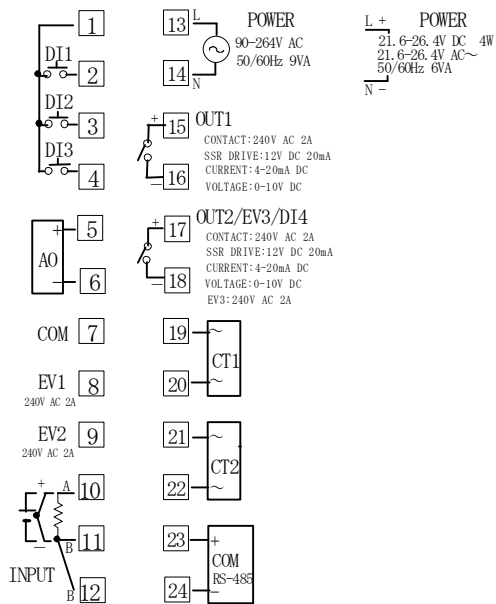 1
DI1
2
DI2
3
DI3
4
+ 5
AO
− 6
COM 7
EV1 8
240V AC 2A
EV2 9
240V AC 2A
+ A 10
− B 11
INPUT B 12
13 L POWER
90-264V AC
50/60Hz 9VA
14 N
+ 15 OUT1
CONTACT:240V AC 2A
SSR DRIVE:12V DC 20mA
− 16 CURRENT:4-20mA DC
VOLTAGE:0-10V DC
+ 17 OUT2/EV3/DI4
CONTACT:240V AC 2A
SSR DRIVE:12V DC 20mA
− 18 CURRENT:4-20mA DC
VOLTAGE:0-10V DC
EV3:240V AC 2A
19 ~
CT1
20 ~
21 ~
CT2
22 ~
23 +
COM
RS-485
24 −
L + POWER
21.6-26.4V DC 4W
21.6-26.4V AC~
50/60Hz 6VA
N −